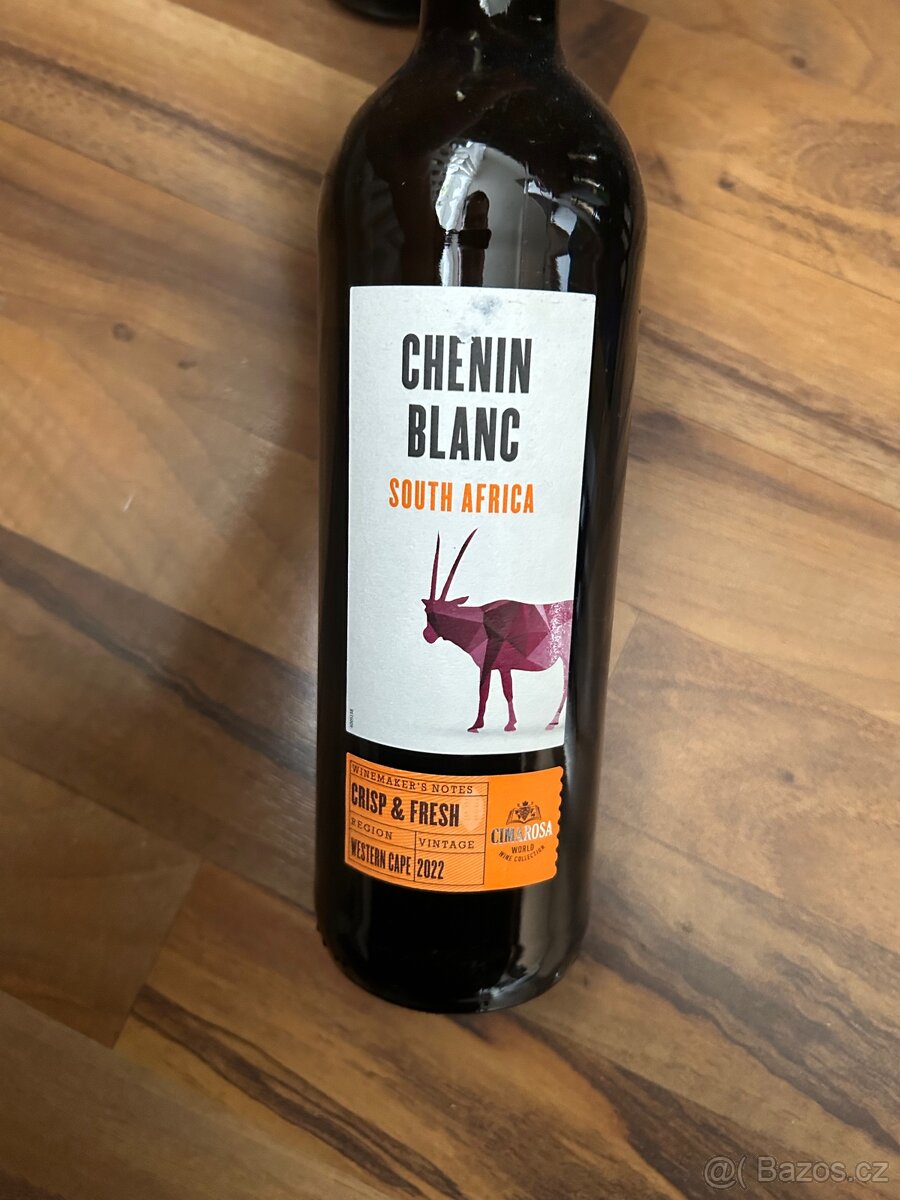 CHENIN
BLANC
SOUTH AFRICA
WINEMAKER'S NOTES
CRISP & FRESH
REGION
WESTERN CAPE
VINTAGE
2022
CIMAROSA
WORLD
WINE COLLECTION
@( Bazos.cz